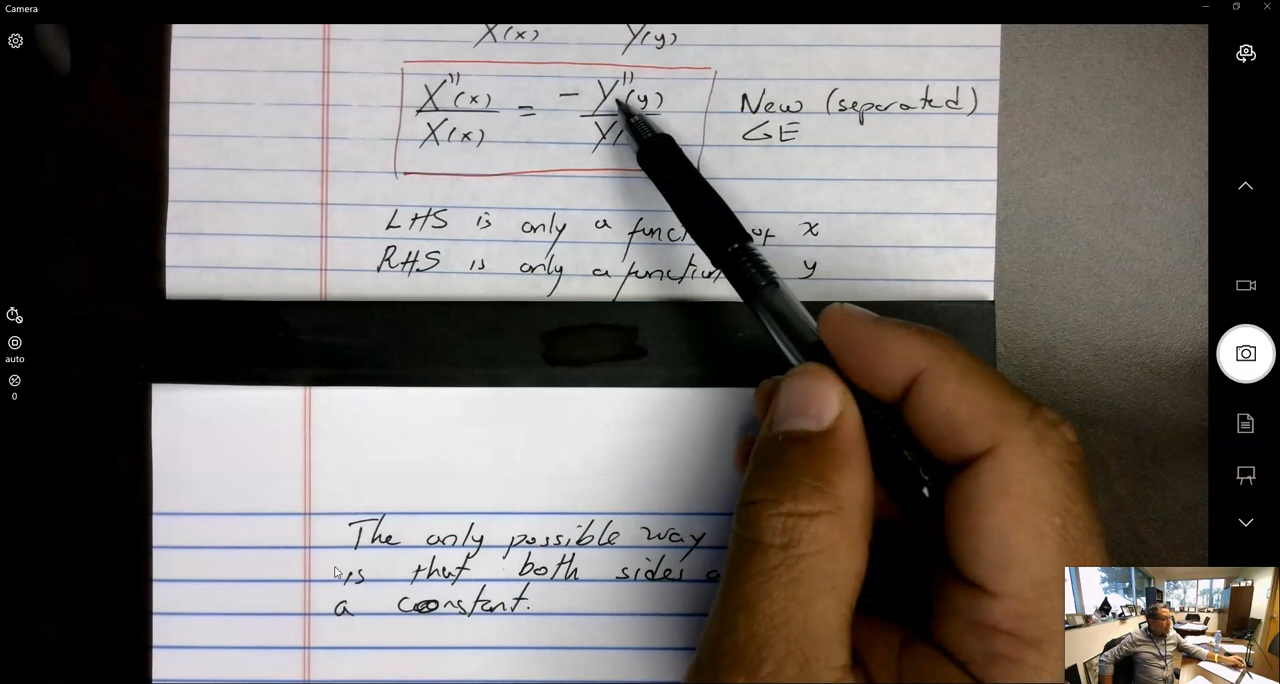 Camera
X(x) Y(y)
X''(x) / X(x) = - Y''(y) / Y( New (separated)
GE
LHS is only a func of x
RHS is only a function y
auto
0
The only possible way
is that both sides
a constant.